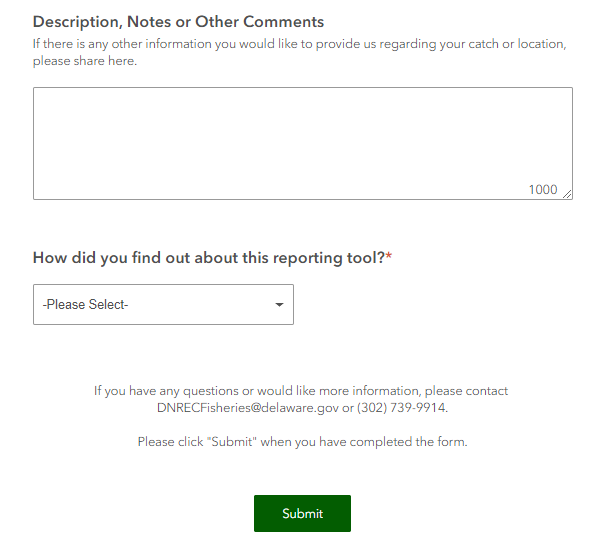 Description, Notes or Other Comments
If there is any other information you would like to provide us regarding your catch or location,
please share here.
1000
How did you find out about this reporting tool?*
-Please Select-
If you have any questions or would like more information, please contact
DNRECFisheries@delaware.gov or (302) 739-9914.
Please click "Submit" when you have completed the form.
Submit